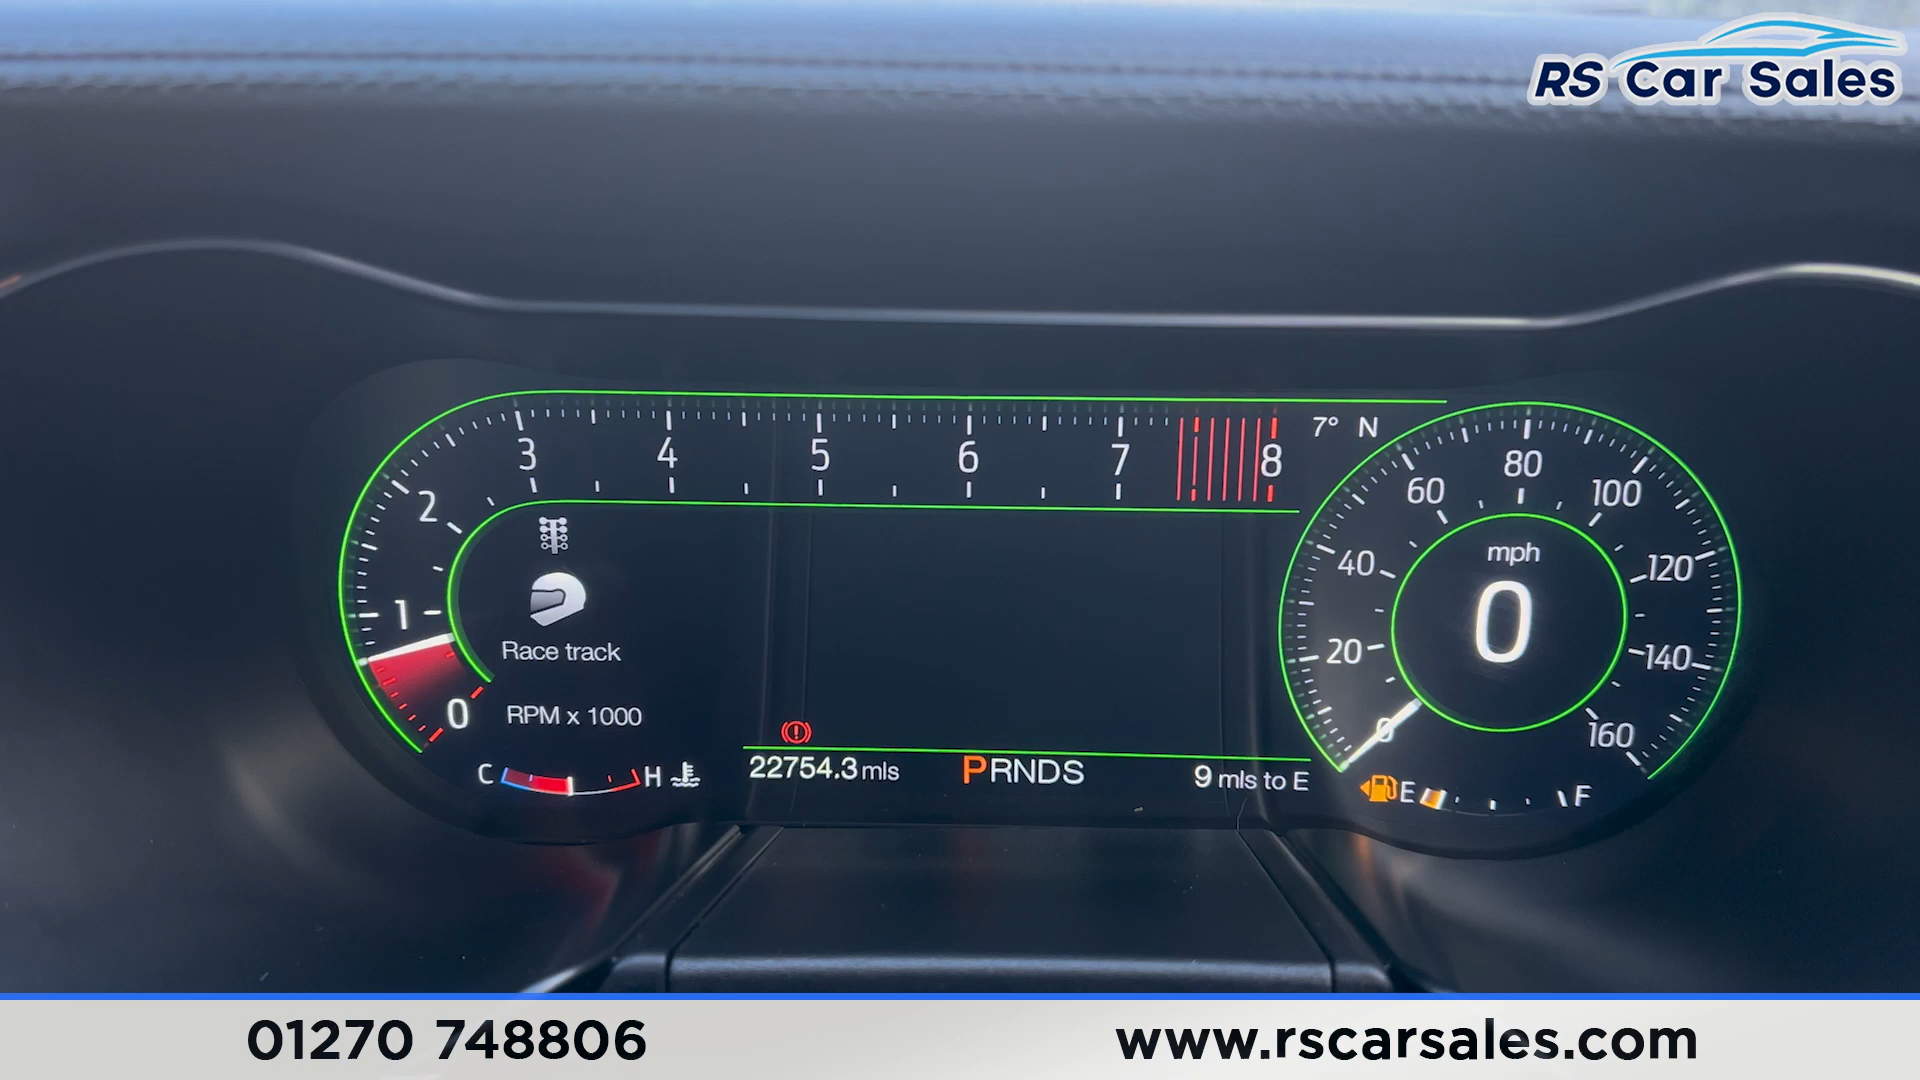 RS Car Sales
3 4 5 6 7 8
7° N
2
1
0
Race track
RPM x 1000
C H
22754.3 mls
PRNDS
9 mls to E
0 20 40 60 80 100 120 140 160
mph
0
E F
01270 748806
www.rscarsales.com